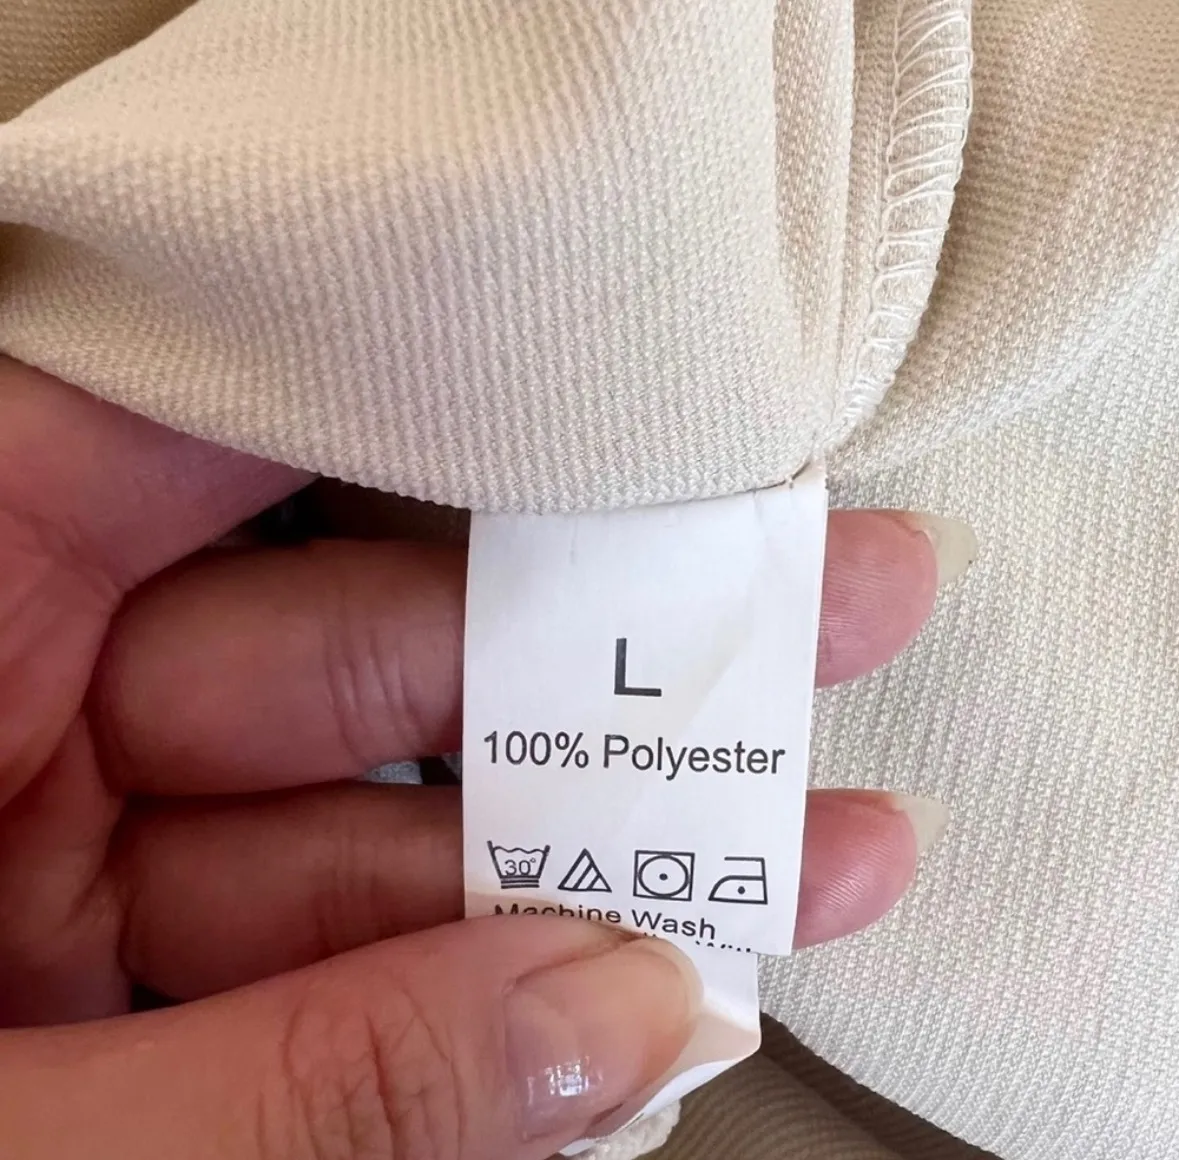 L
100% Polyester
30°
Machine Wash